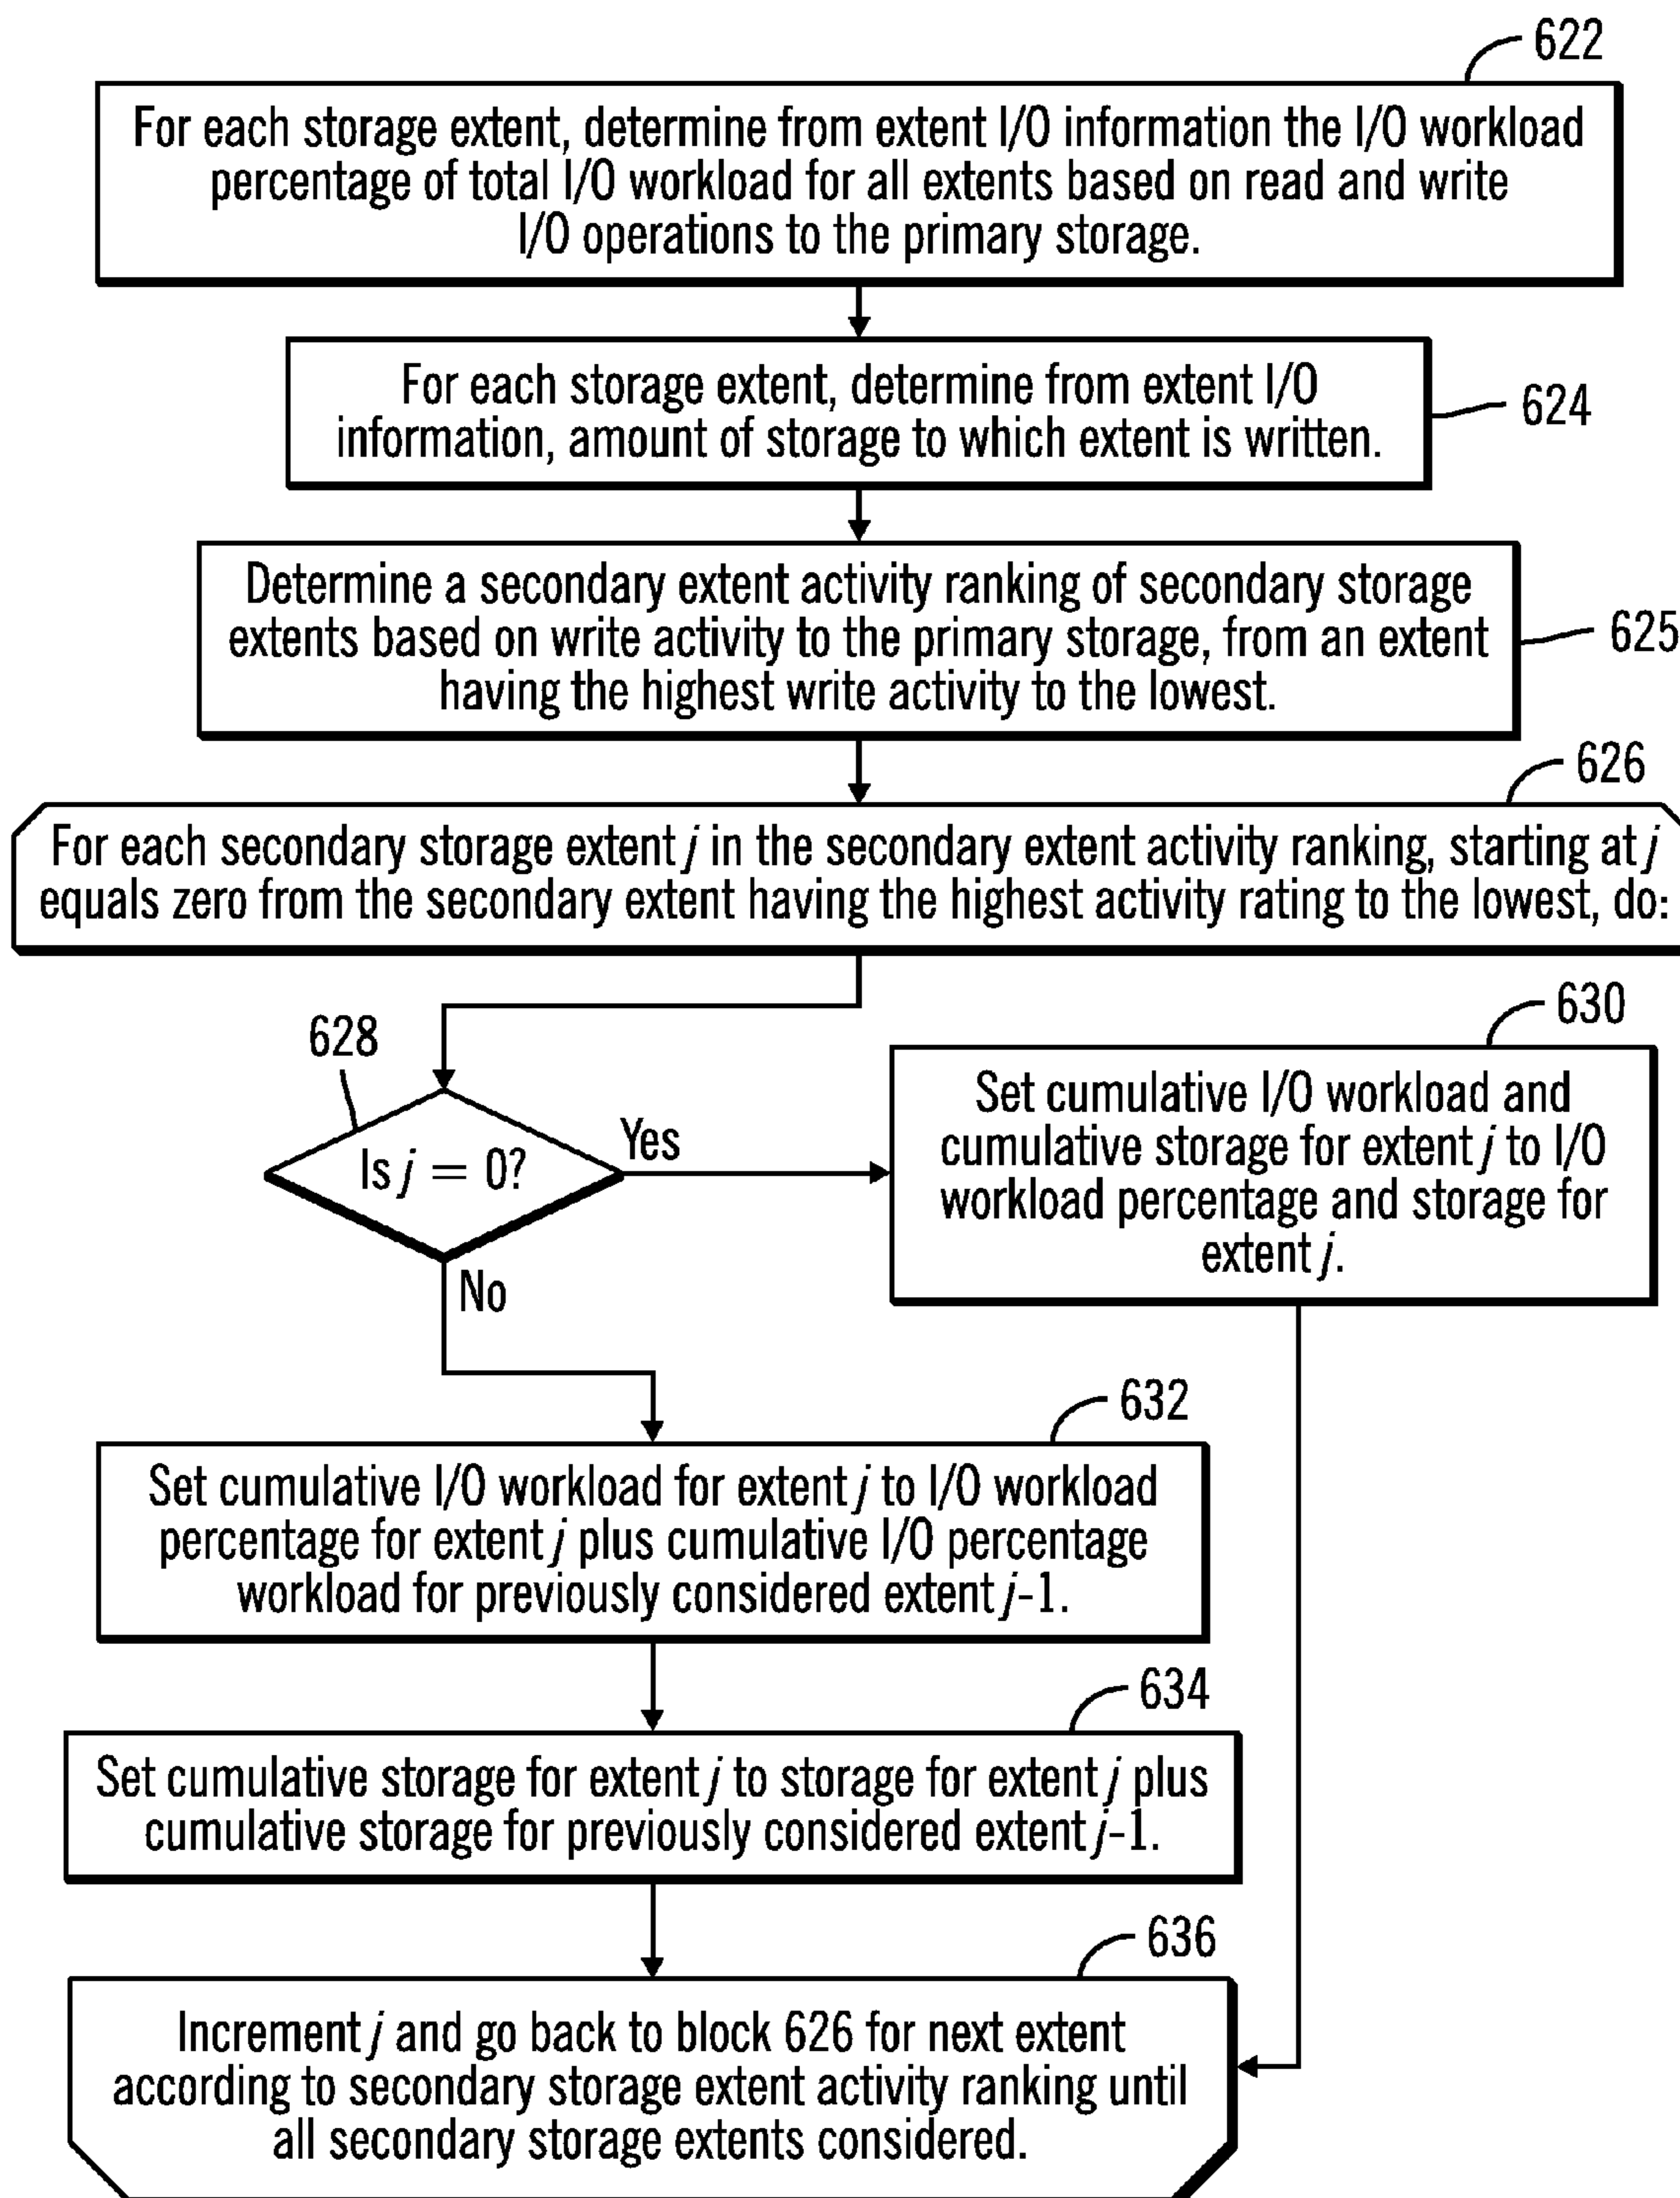 622
For each storage extent, determine from extent I/O information the I/O workload
percentage of total I/O workload for all extents based on read and write
I/O operations to the primary storage.
For each storage extent, determine from extent I/O
information, amount of storage to which extent is written.
624
Determine a secondary extent activity ranking of secondary storage
extents based on write activity to the primary storage, from an extent
having the highest write activity to the lowest.
625
626
For each secondary storage extent j in the secondary extent activity ranking, starting at j
equals zero from the secondary extent having the highest activity rating to the lowest, do:
628
Is j = 0?
Yes
No
630
Set cumulative I/O workload and
cumulative storage for extent j to I/O
workload percentage and storage for
extent j.
632
Set cumulative I/O workload for extent j to I/O workload
percentage for extent j plus cumulative I/O percentage
workload for previously considered extent j-1.
634
Set cumulative storage for extent j to storage for extent j plus
cumulative storage for previously considered extent j-1.
636
Increment j and go back to block 626 for next extent
according to secondary storage extent activity ranking until
all secondary storage extents considered.